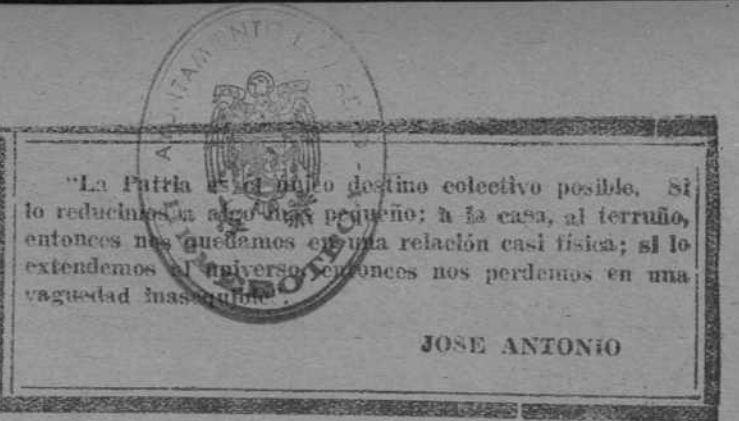 AYUNTAMIENTO
HEMEROTECA
"La Patria es el único destino colectivo posible. Si
lo reducimos a algo más pequeño; a la casa, al terruño,
entonces nos quedamos en una relación casi física; si lo
extendemos al universo, entonces nos perdemos en una
vaguedad inasequible".
JOSE ANTONIO